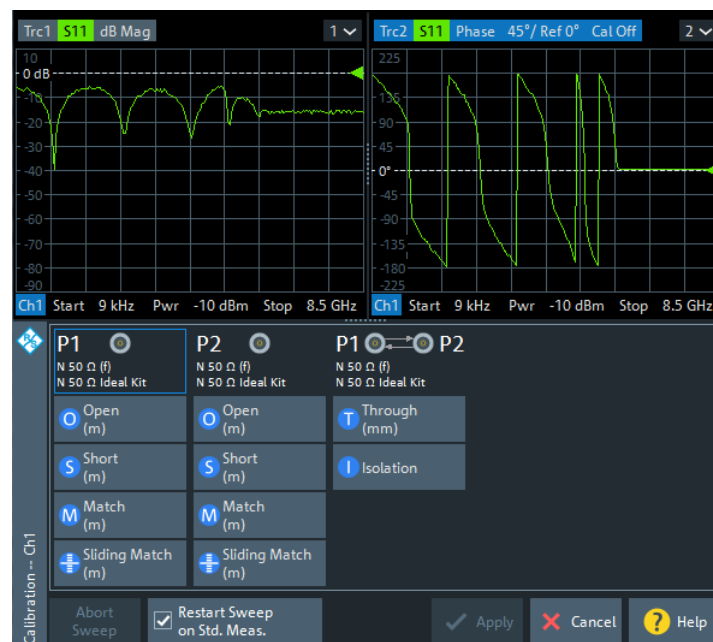 Trc1 S11 dB Mag 1
10
0 dB
-10
-20
-30
-40
-50
-60
-70
-80
-90
Ch1 Start 9 kHz Pwr -10 dBm Stop 8.5 GHz
Trc2 S11 Phase 45°/ Ref 0° Cal Off 2
225
135
90
45
0°
-45
-90
-135
-180
-225
Ch1 Start 9 kHz Pwr -10 dBm Stop 8.5 GHz
Calibration -- Ch1
P1
N 50 Ω (f)
N 50 Ω Ideal Kit
O Open
(m)
S Short
(m)
M Match
(m)
Sliding Match
(m)
P2
N 50 Ω (f)
N 50 Ω Ideal Kit
O Open
(m)
S Short
(m)
M Match
(m)
Sliding Match
(m)
P1 P2
N 50 Ω (f)
N 50 Ω Ideal Kit
T Through
(mm)
I Isolation
Abort
Sweep
Restart Sweep
on Std. Meas.
Apply
Cancel
? Help